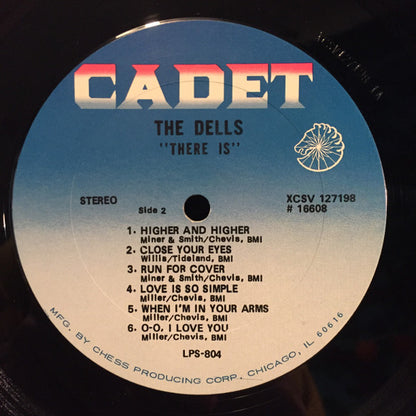 CADET
THE DELLS
"THERE IS"
STEREO
Side 2
XCSV 127198
# 16608
1. HIGHER AND HIGHER
Miner & Smith/Chevis, BMI
2. CLOSE YOUR EYES
Willis/Tideland, BMI
3. RUN FOR COVER
Miner & Smith/Chevis, BMI
4. LOVE IS SO SIMPLE
Miller/Chevis, BMI
5. WHEN I'M IN YOUR ARMS
Miller/Chevis, BMI
6. O-O, I LOVE YOU
Miller/Chevis, BMI
LPS-804
MFG. BY CHESS PRODUCING CORP. CHICAGO, IL 60616